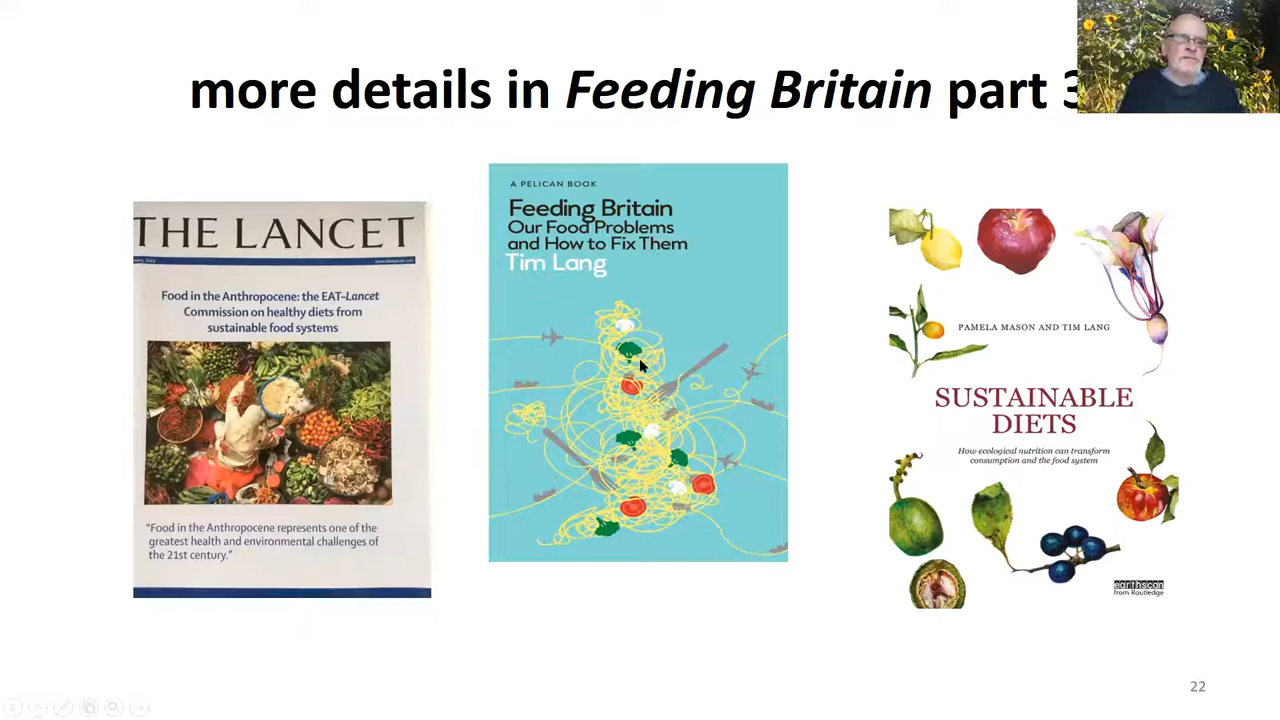 more details in Feeding Britain part 3
THE LANCET
www.thelancet.com
Food in the Anthropocene: the EAT–Lancet
Commission on healthy diets from
sustainable food systems
"Food in the Anthropocene represents one of the
greatest health and environmental challenges of
the 21st century."
A PELICAN BOOK
Feeding Britain
Our Food Problems
and How to Fix Them
Tim Lang
PAMELA MASON AND TIM LANG
SUSTAINABLE
DIETS
How ecological nutrition can transform
consumption and the food system
earthscan
from Routledge
22